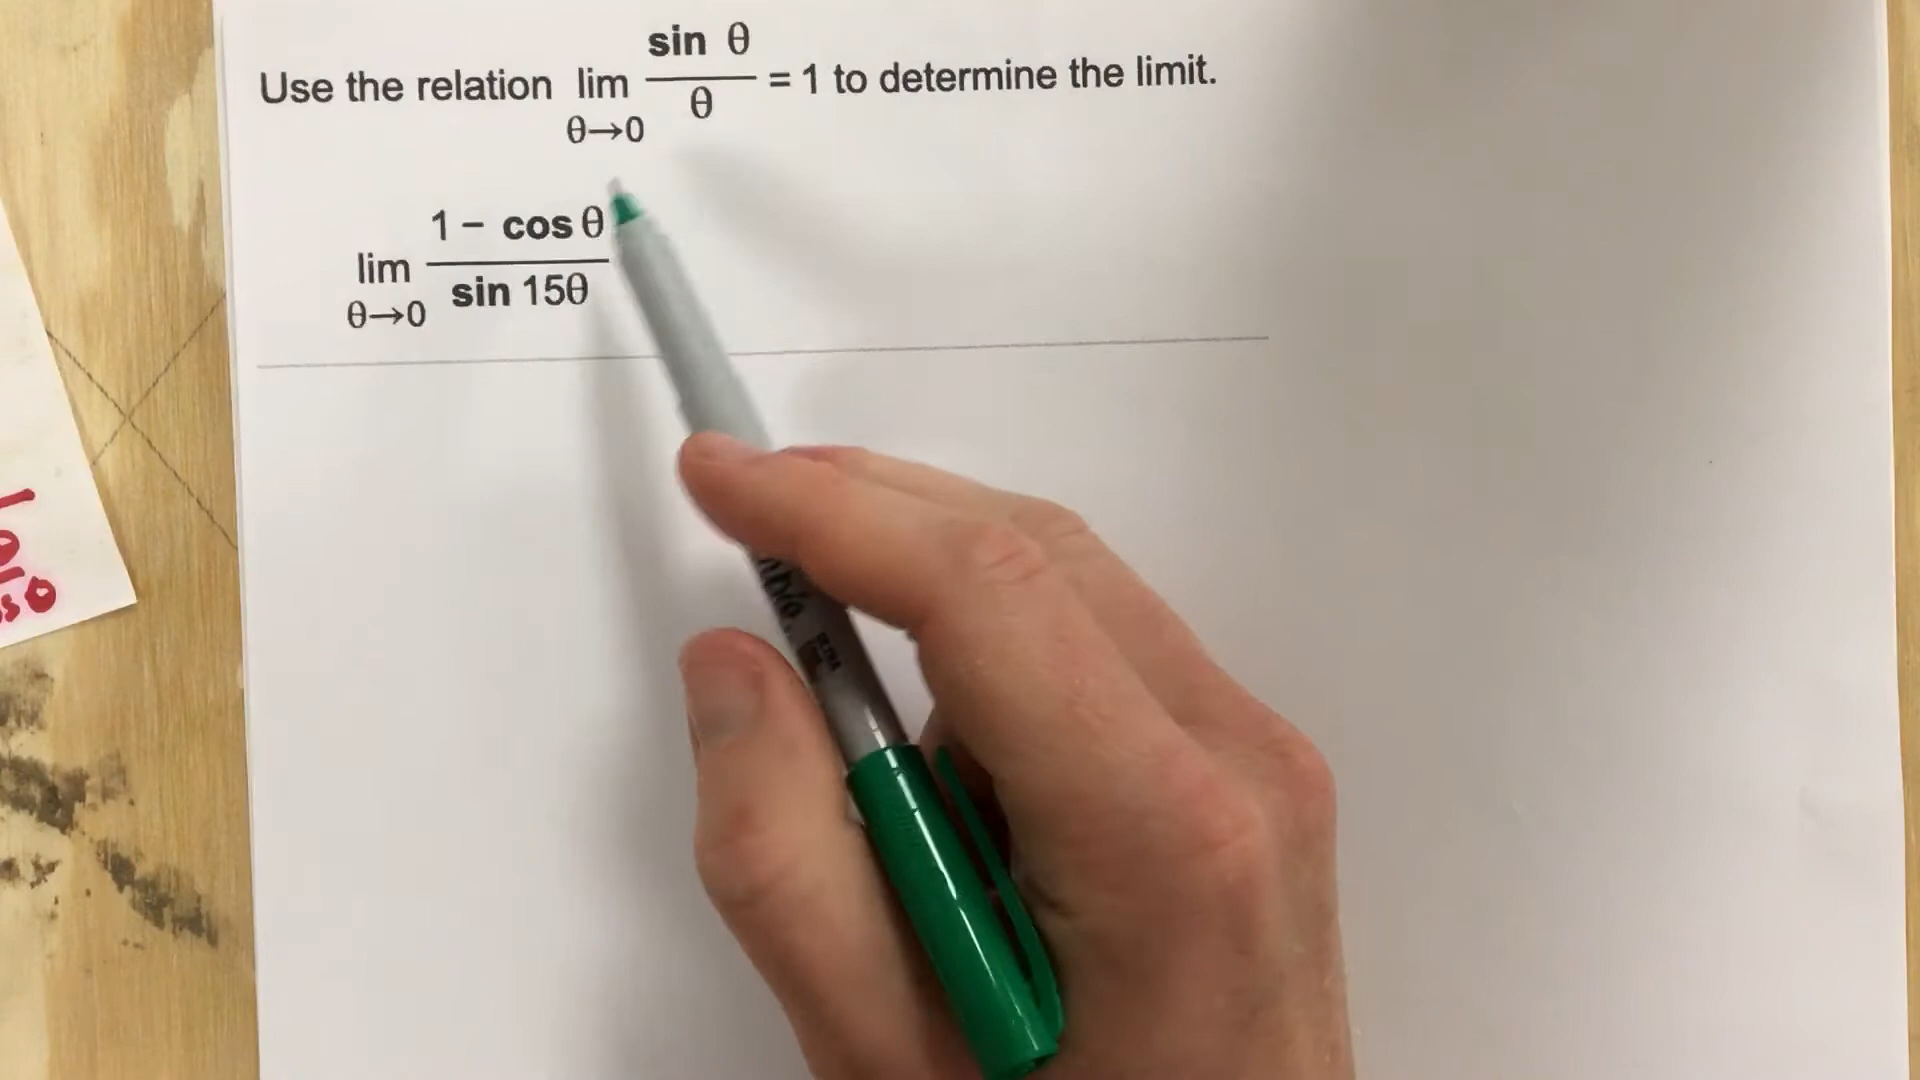 Use the relation lim sin θ / θ = 1 to determine the limit.
θ→0
lim 1 - cos θ / sin 15θ
θ→0